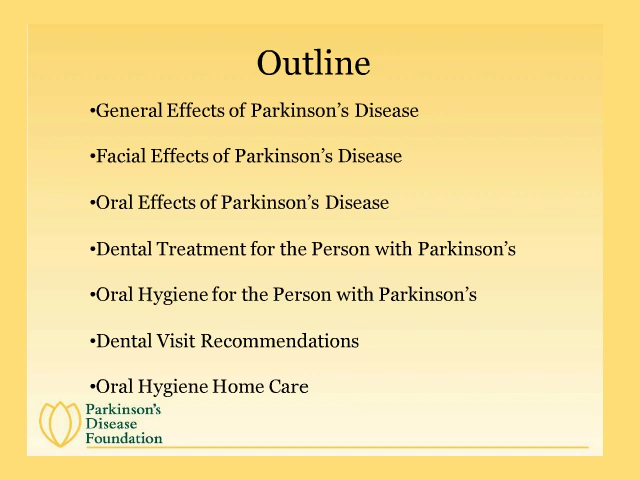 Outline
•General Effects of Parkinson’s Disease
•Facial Effects of Parkinson’s Disease
•Oral Effects of Parkinson’s Disease
•Dental Treatment for the Person with Parkinson’s
•Oral Hygiene for the Person with Parkinson’s
•Dental Visit Recommendations
•Oral Hygiene Home Care
Parkinson’s
Disease
Foundation